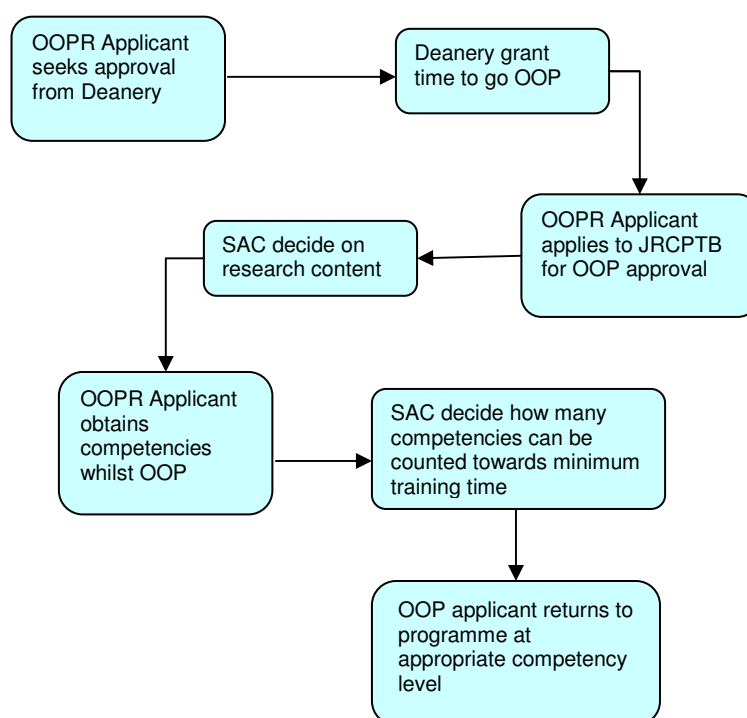 OOPR Applicant
seeks approval
from Deanery
Deanery grant
time to go OOP
OOPR Applicant
applies to JRCPTB
for OOP approval
SAC decide on
research content
OOPR Applicant
obtains
competencies
whilst OOP
SAC decide how many
competencies can be
counted towards minimum
training time
OOP applicant returns to
programme at
appropriate competency
level